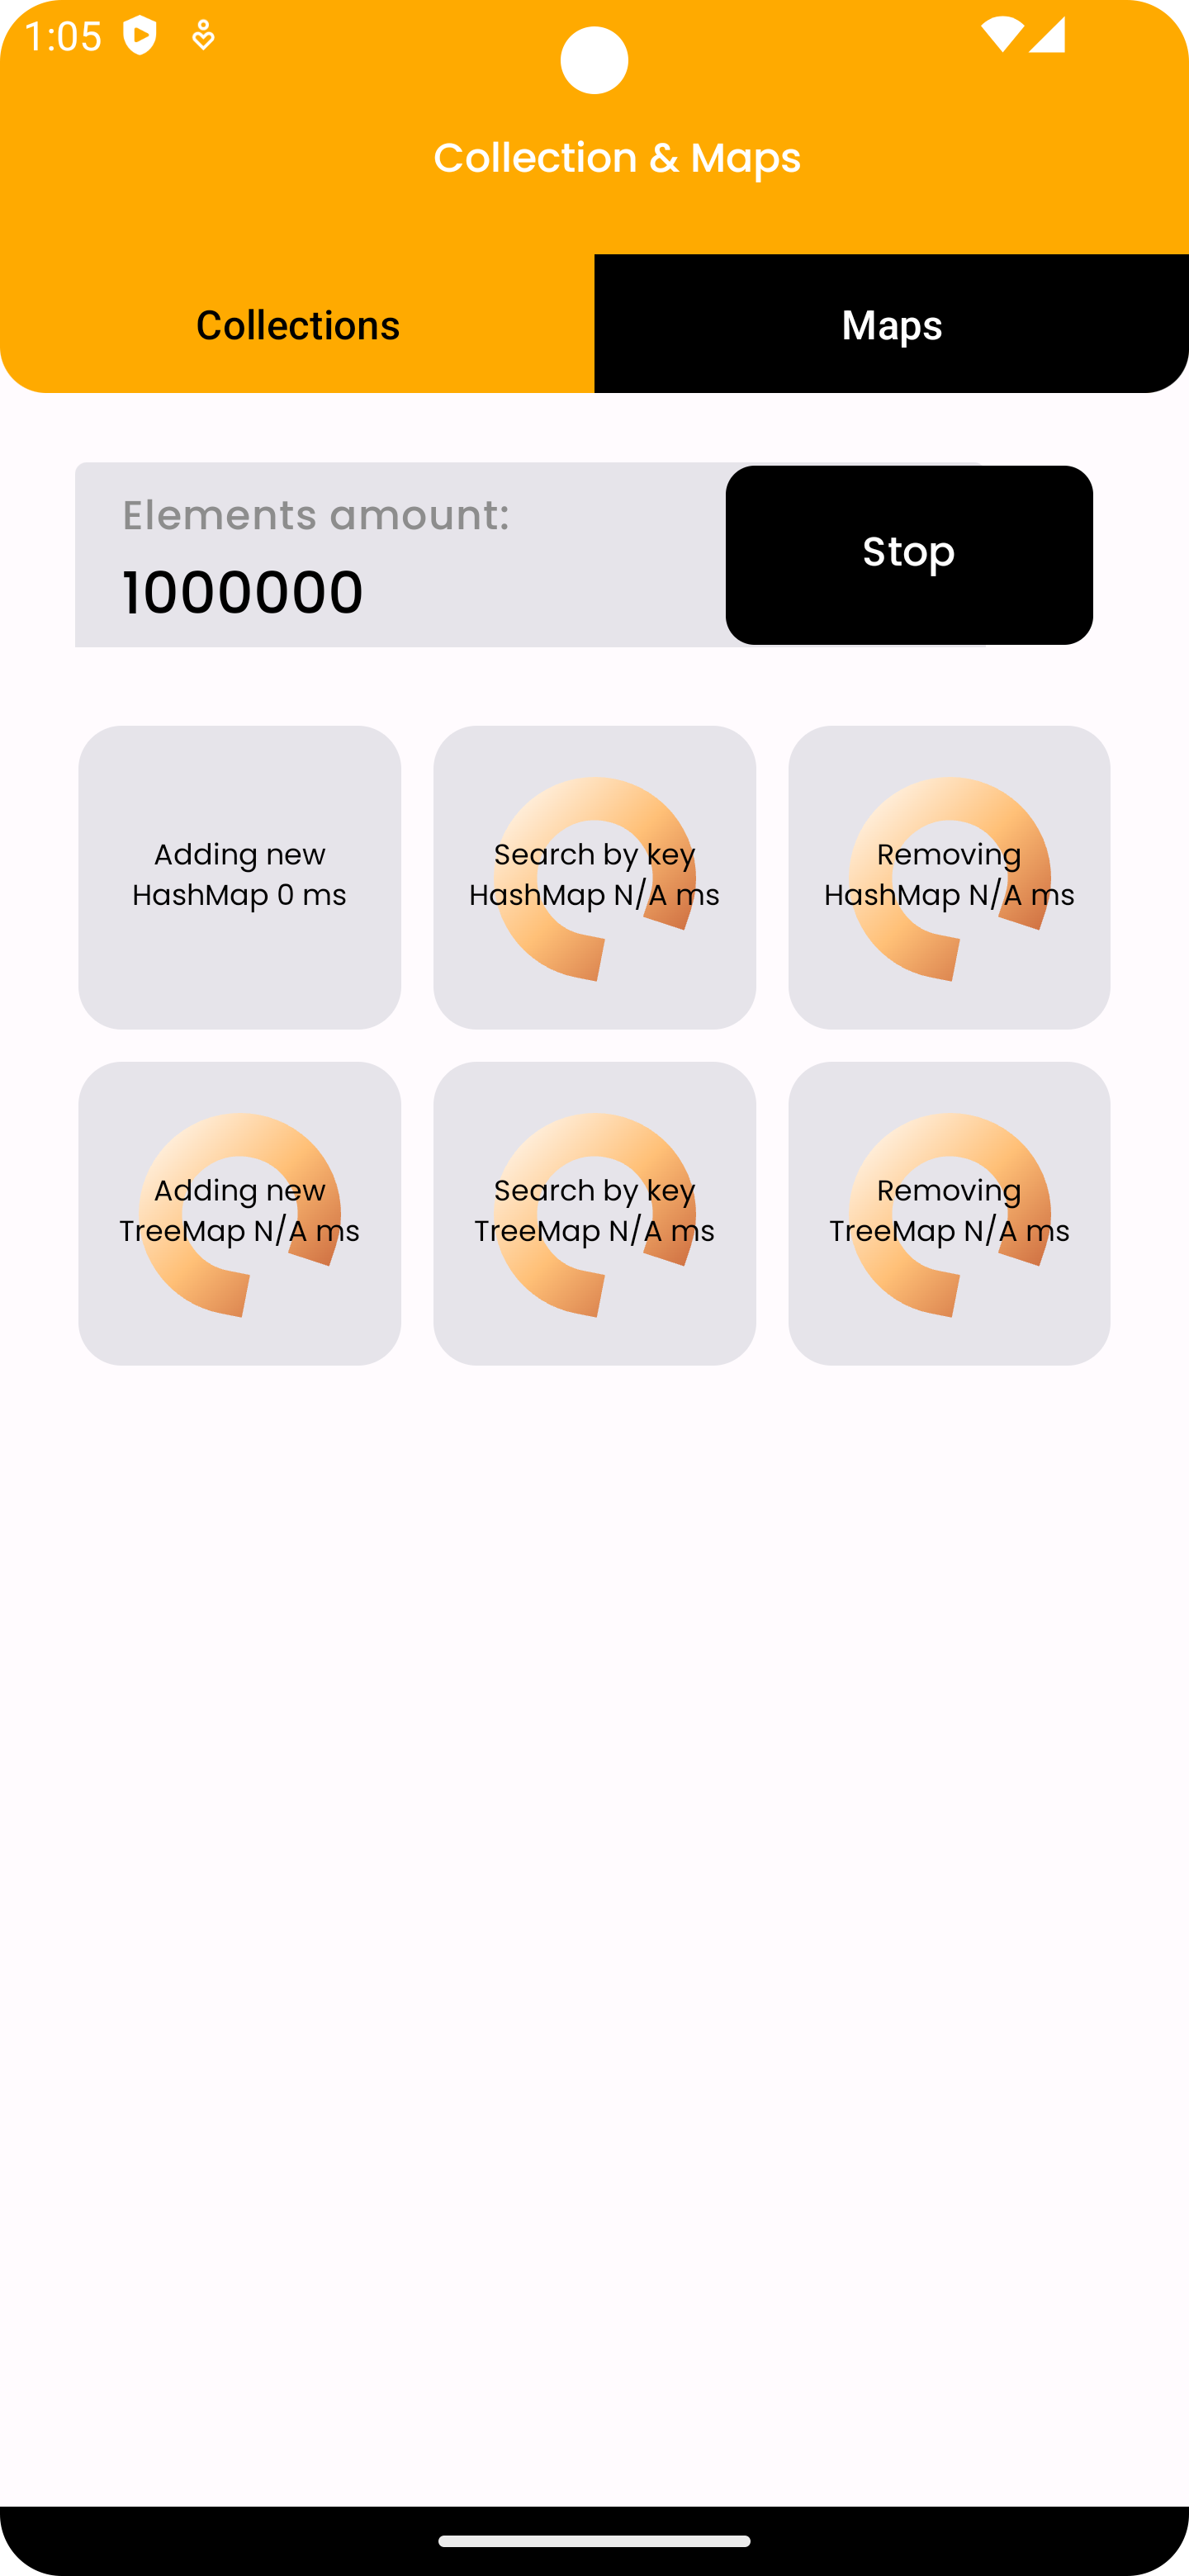 1:05
Collection & Maps
Collections
Maps
Elements amount:
1000000
Stop
Adding new
HashMap 0 ms
Search by key
HashMap N/A ms
Removing
HashMap N/A ms
Adding new
TreeMap N/A ms
Search by key
TreeMap N/A ms
Removing
TreeMap N/A ms